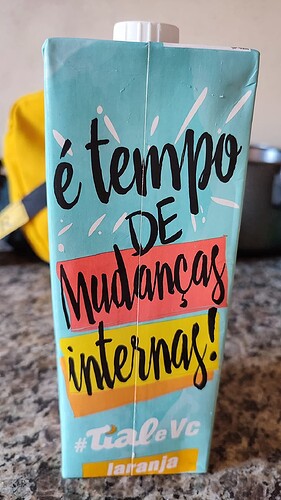 é tempo
DE
Mudanças
internas!
#TiaLeVc
laranja